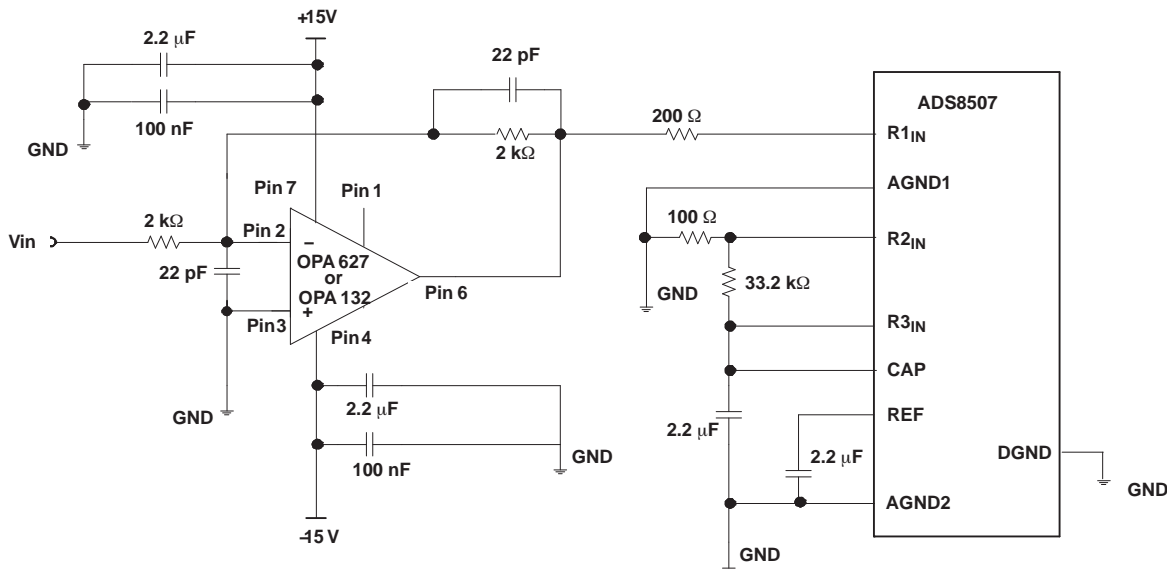 +15V
2.2 μF
22 pF
ADS8507
200 Ω
100 nF
R1IN
GND
2 kΩ
AGND1
Pin 7
Pin 1
100 Ω
2 kΩ
Vin
Pin 2
R2IN
–
OPA 627
22 pF
or
33.2 kΩ
OPA 132
Pin 6
GND
Pin3
+
R3IN
Pin4
CAP
GND
2.2 μF
REF
2.2 μF
2.2 μF
DGND
100 nF
GND
GND
AGND2
–15 V
GND